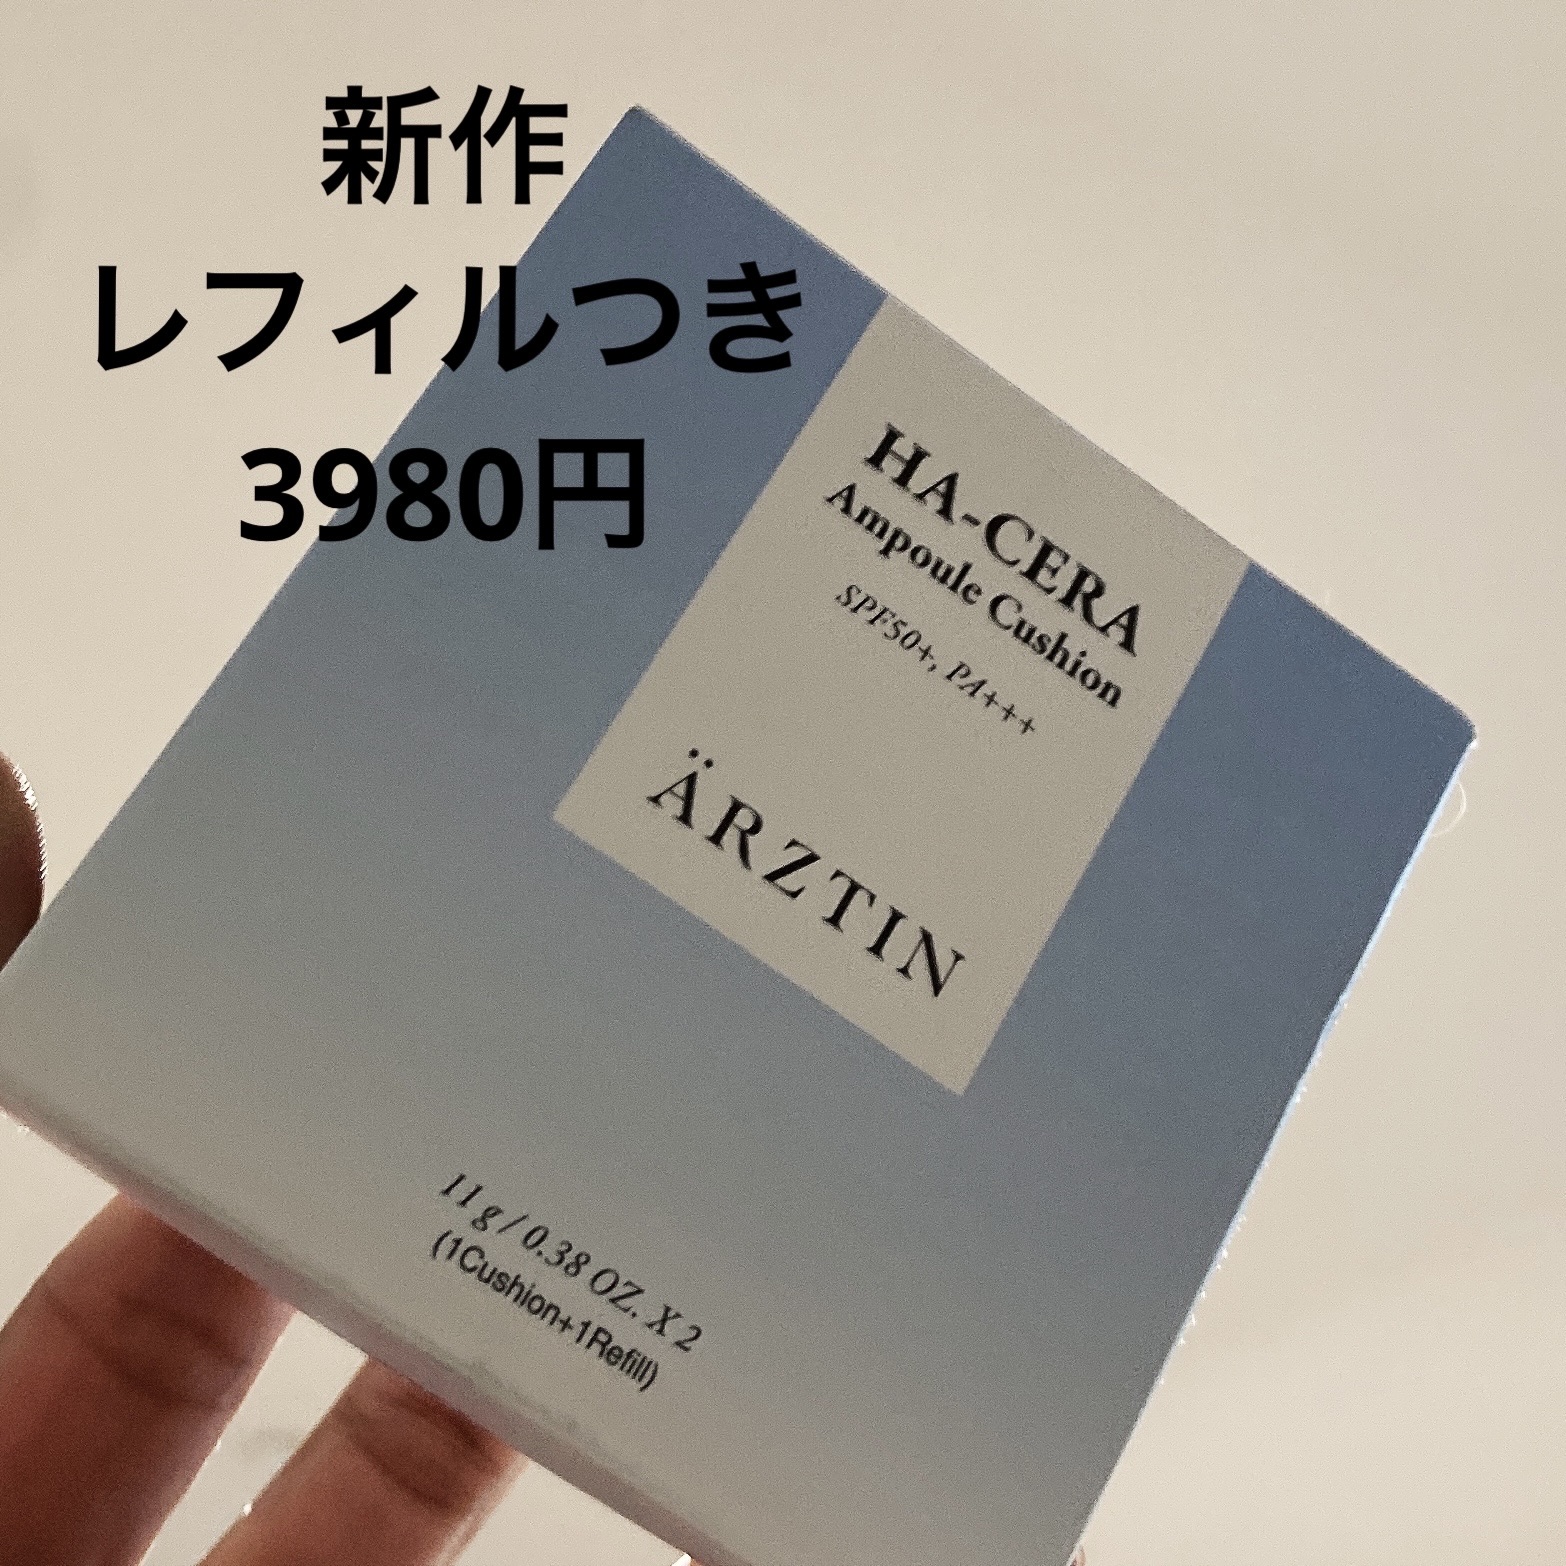 新作
レフィルつき
3980円
HA-CERA
Ampoule Cushion
SPF50+, PA+++
ÄRZTIN
11 g / 0.38 OZ. X 2
(1Cushion+1Refill)